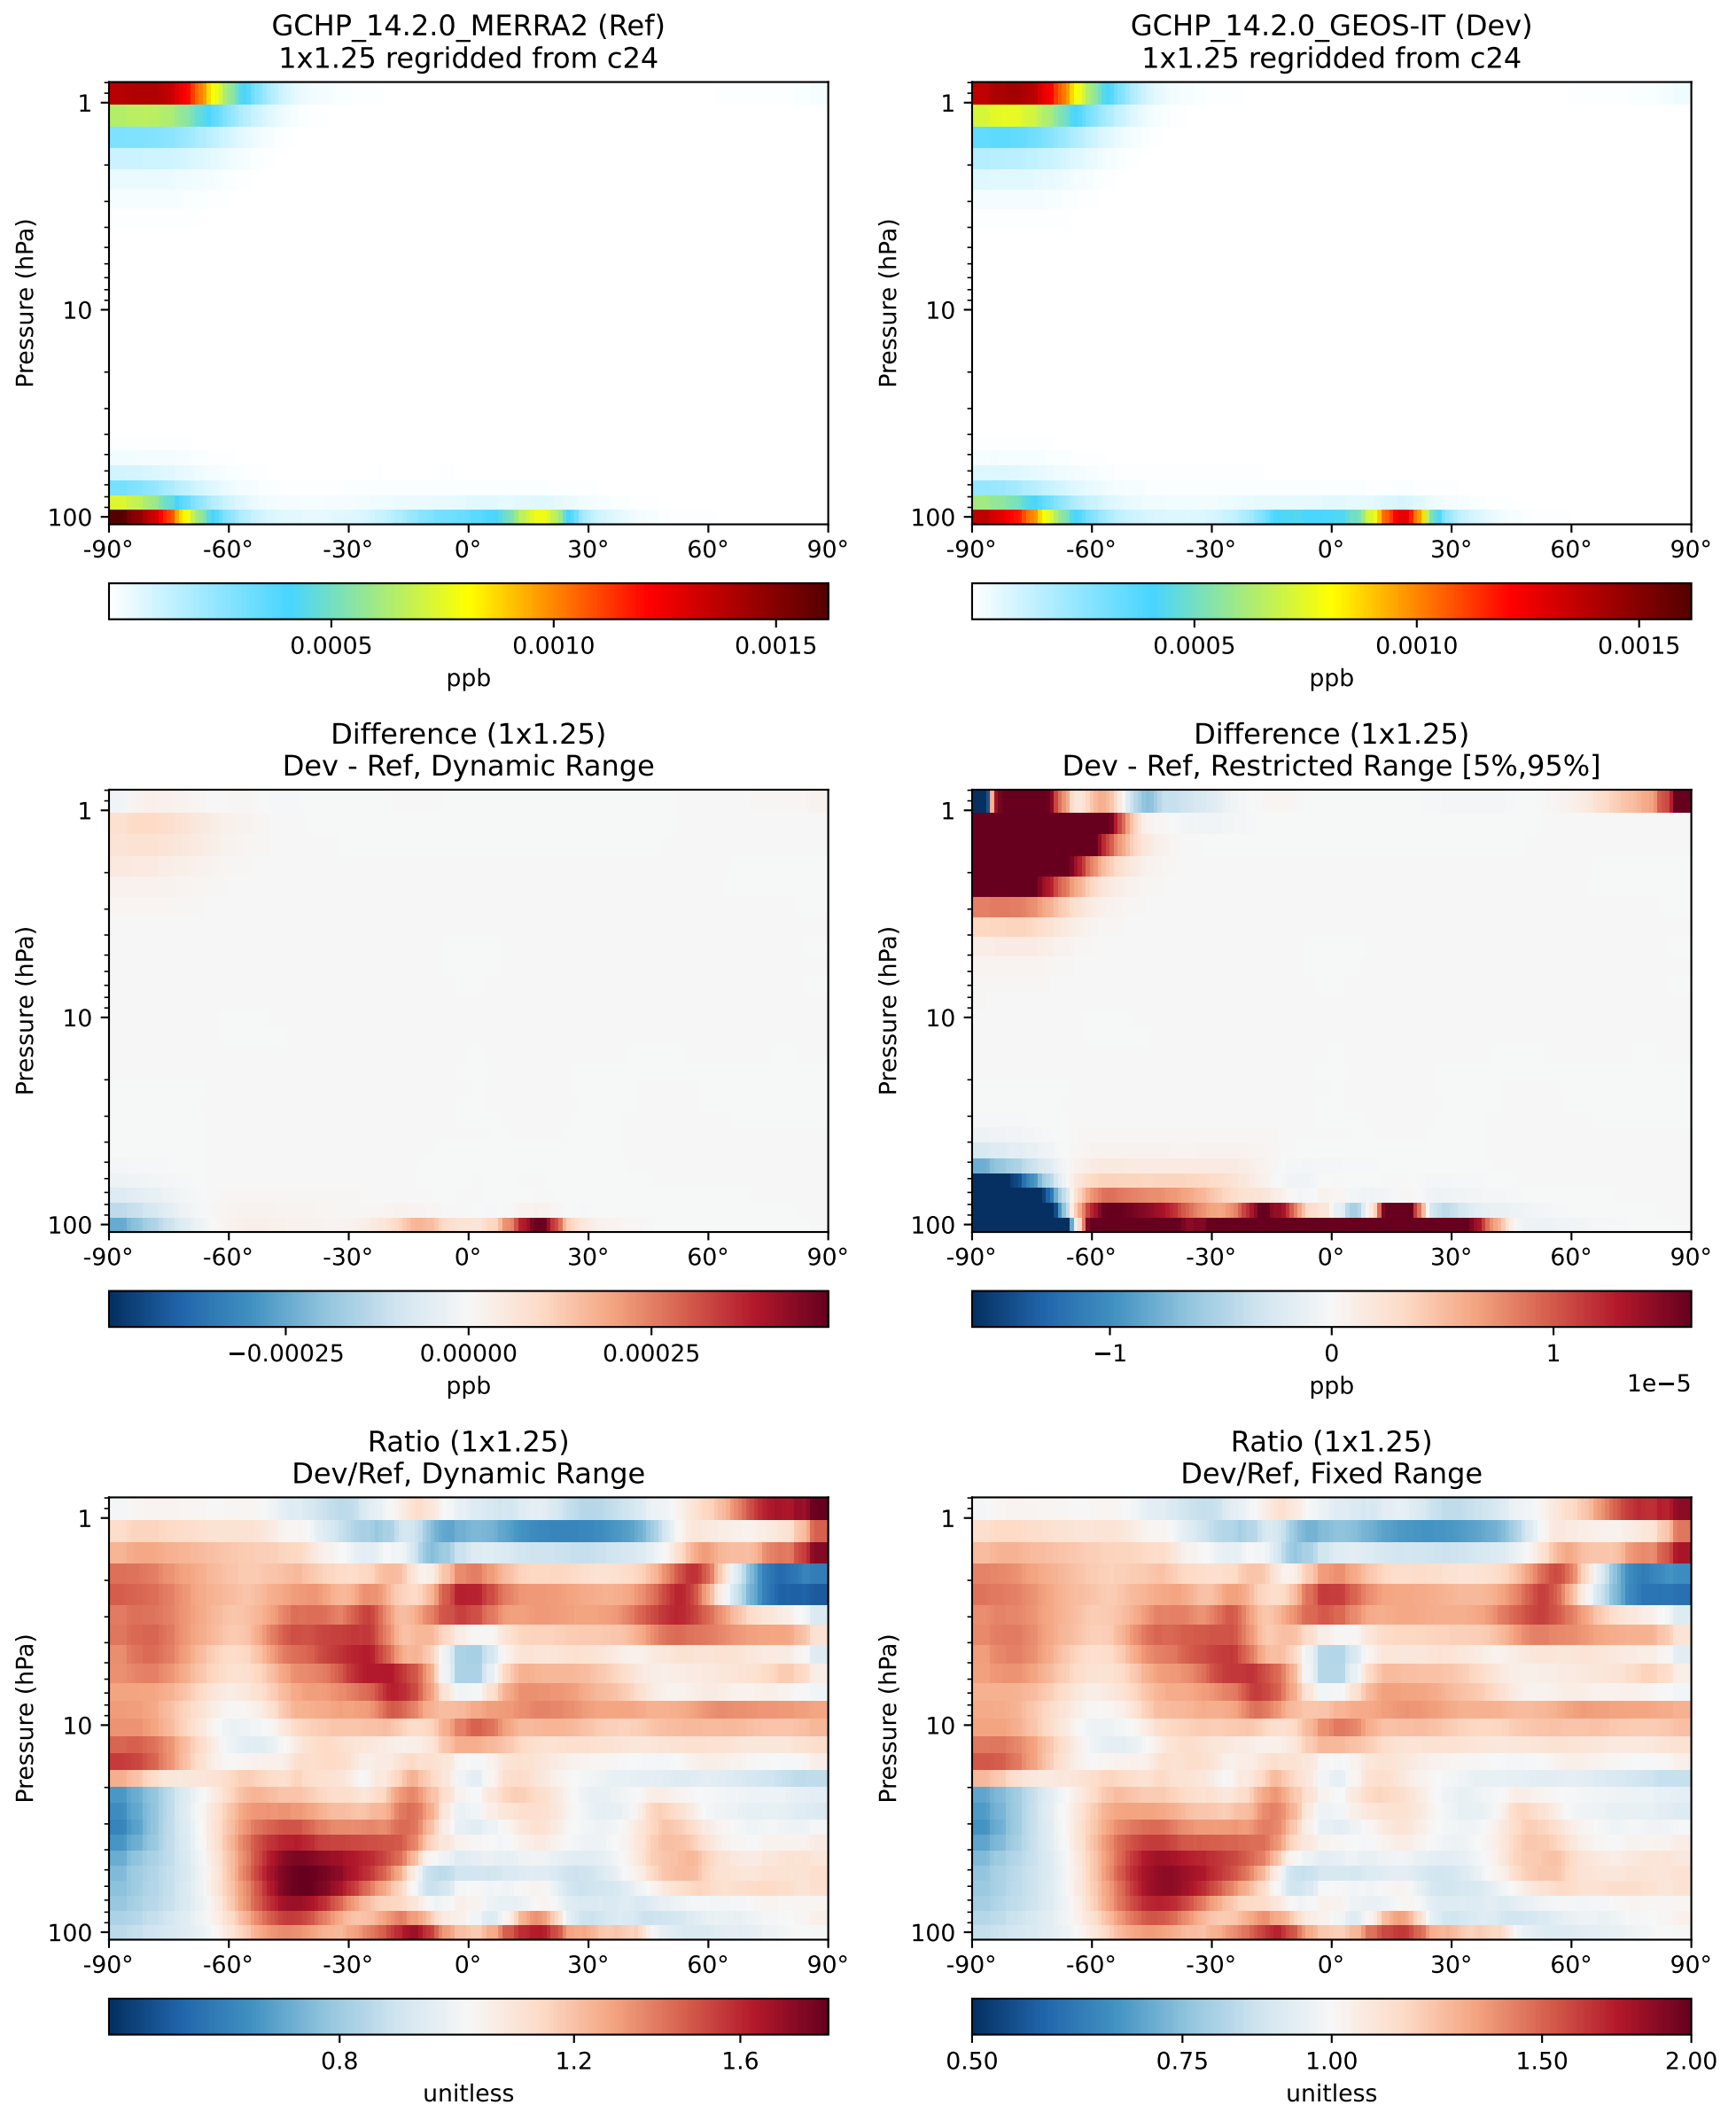 GCHP_14.2.0_MERRA2 (Ref)
1x1.25 regridded from c24
Pressure (hPa)
1
10
100
-90° -60° -30° 0° 30° 60° 90°
0.0005 0.0010 0.0015
ppb
GCHP_14.2.0_GEOS-IT (Dev)
1x1.25 regridded from c24
Pressure (hPa)
1
10
100
-90° -60° -30° 0° 30° 60° 90°
0.0005 0.0010 0.0015
ppb
Difference (1x1.25)
Dev - Ref, Dynamic Range
Pressure (hPa)
1
10
100
-90° -60° -30° 0° 30° 60° 90°
−0.00025 0.00000 0.00025
ppb
Difference (1x1.25)
Dev - Ref, Restricted Range [5%,95%]
Pressure (hPa)
1
10
100
-90° -60° -30° 0° 30° 60° 90°
−1 0 1
1e−5
ppb
Ratio (1x1.25)
Dev/Ref, Dynamic Range
Pressure (hPa)
1
10
100
-90° -60° -30° 0° 30° 60° 90°
0.8 1.2 1.6
unitless
Ratio (1x1.25)
Dev/Ref, Fixed Range
Pressure (hPa)
1
10
100
-90° -60° -30° 0° 30° 60° 90°
0.50 0.75 1.00 1.50 2.00
unitless